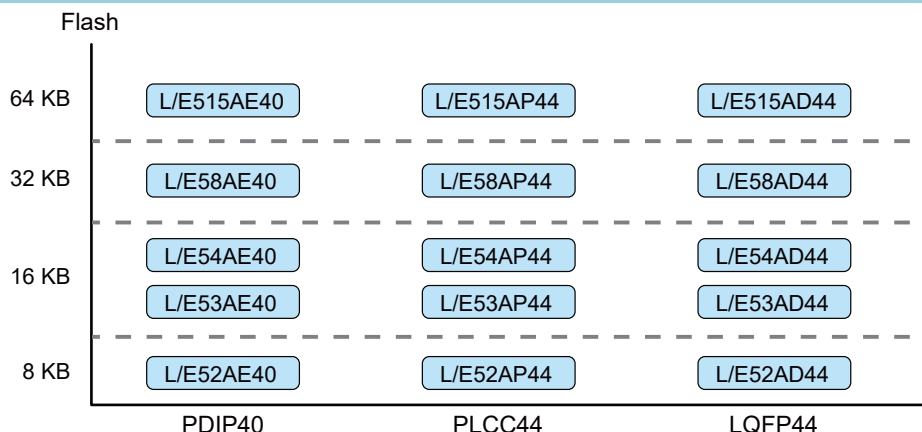 Flash
64 KB L/E515AE40 L/E515AP44 L/E515AD44
32 KB L/E58AE40 L/E58AP44 L/E58AD44
L/E54AE40 L/E54AP44 L/E54AD44
16 KB
L/E53AE40 L/E53AP44 L/E53AD44
8 KB L/E52AE40 L/E52AP44 L/E52AD44
PDIP40 PLCC44 LQFP44